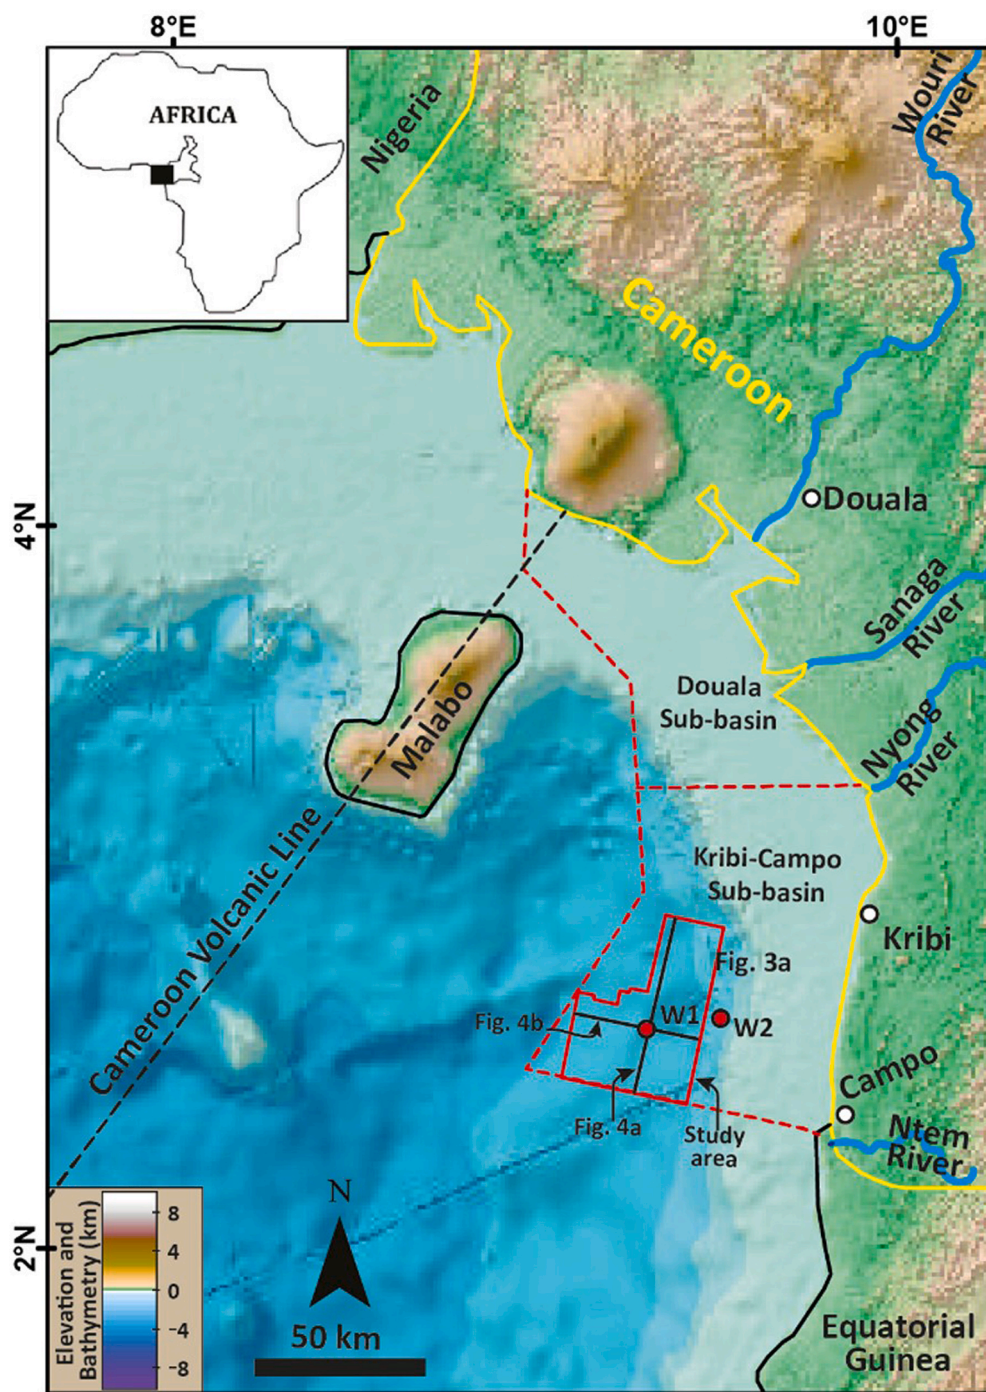 8°E
10°E
AFRICA
Nigeria
Wouri
River
Cameroon
4°N
Douala
Sanaga
River
Douala
Sub-basin
Malabo
Nyong
River
Cameroon Volcanic Line
Kribi-Campo
Sub-basin
Kribi
Fig. 3a
Fig. 4b
W1
W2
Campo
Fig. 4a
Study
area
Ntem
River
N
2°N
Elevation and
Bathymetry (km)
8
4
0
-4
-8
50 km
Equatorial
Guinea